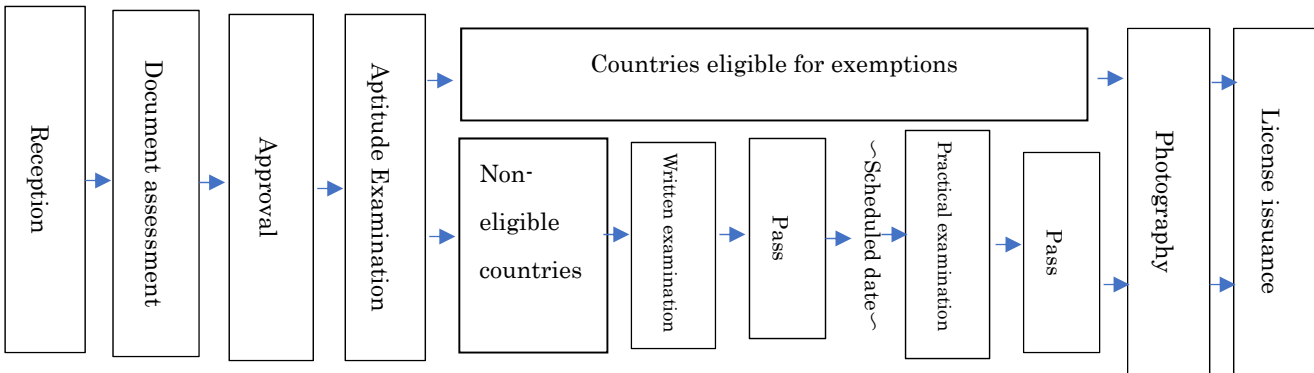 Reception
Document assessment
Approval
Aptitude Examination
Countries eligible for exemptions
Non-
eligible
countries
Written examination
Pass
~Scheduled date~
Practical examination
Pass
Photography
License issuance